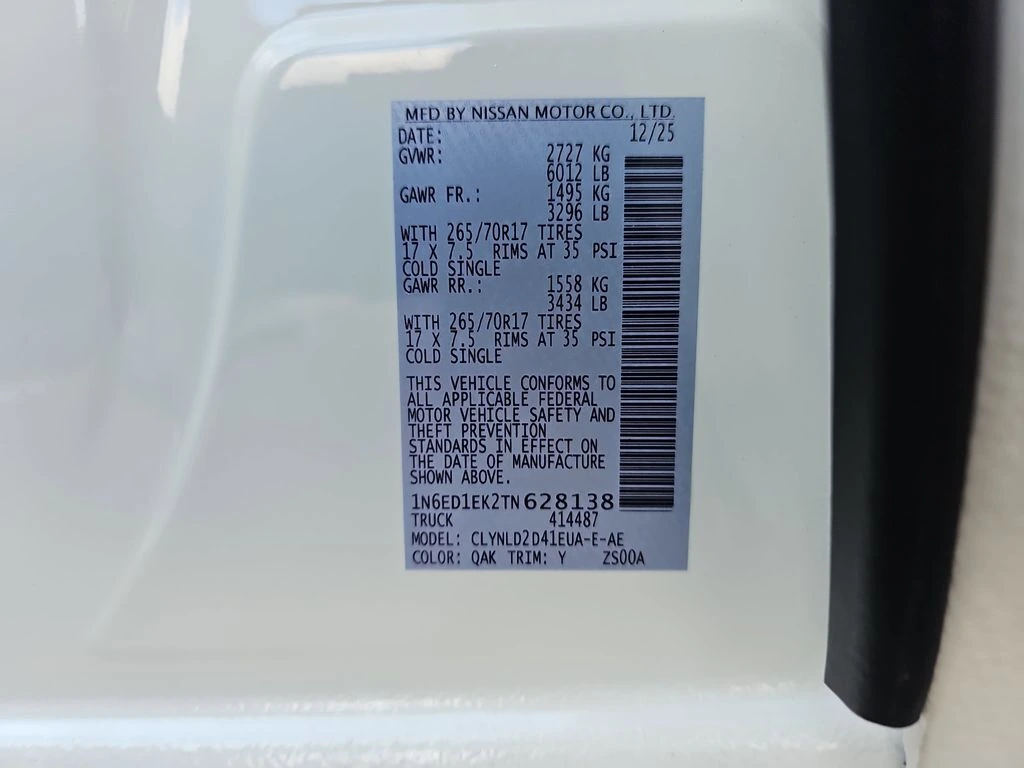 MFD BY NISSAN MOTOR CO., LTD.
DATE: 12/25
GVWR: 2727 KG
6012 LB
GAWR FR.: 1495 KG
3296 LB
WITH 265/70R17 TIRES
17 X 7.5 RIMS AT 35 PSI
COLD SINGLE
GAWR RR.: 1558 KG
3434 LB
WITH 265/70R17 TIRES
17 X 7.5 RIMS AT 35 PSI
COLD SINGLE
THIS VEHICLE CONFORMS TO
ALL APPLICABLE FEDERAL
MOTOR VEHICLE SAFETY AND
THEFT PREVENTION
STANDARDS IN EFFECT ON
THE DATE OF MANUFACTURE
SHOWN ABOVE.
1N6ED1EK2TN628138
TRUCK 414487
MODEL: CLYNLD2D41EUA-E-AE
COLOR: QAK TRIM: Y ZS00A